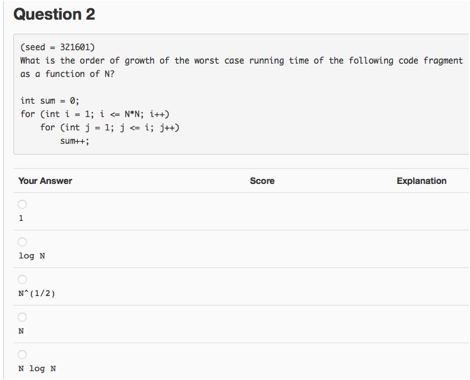 Question 2
(seed = 321601)
What is the order of growth of the worst case running time of the following code fragment
as a function of N?
int sum = 0;
for (int i = 1; i <= N*N; i++)
for (int j = 1; j <= i; j++)
sum++;
Your Answer Score Explanation
1
log N
N^(1/2)
N
N log N